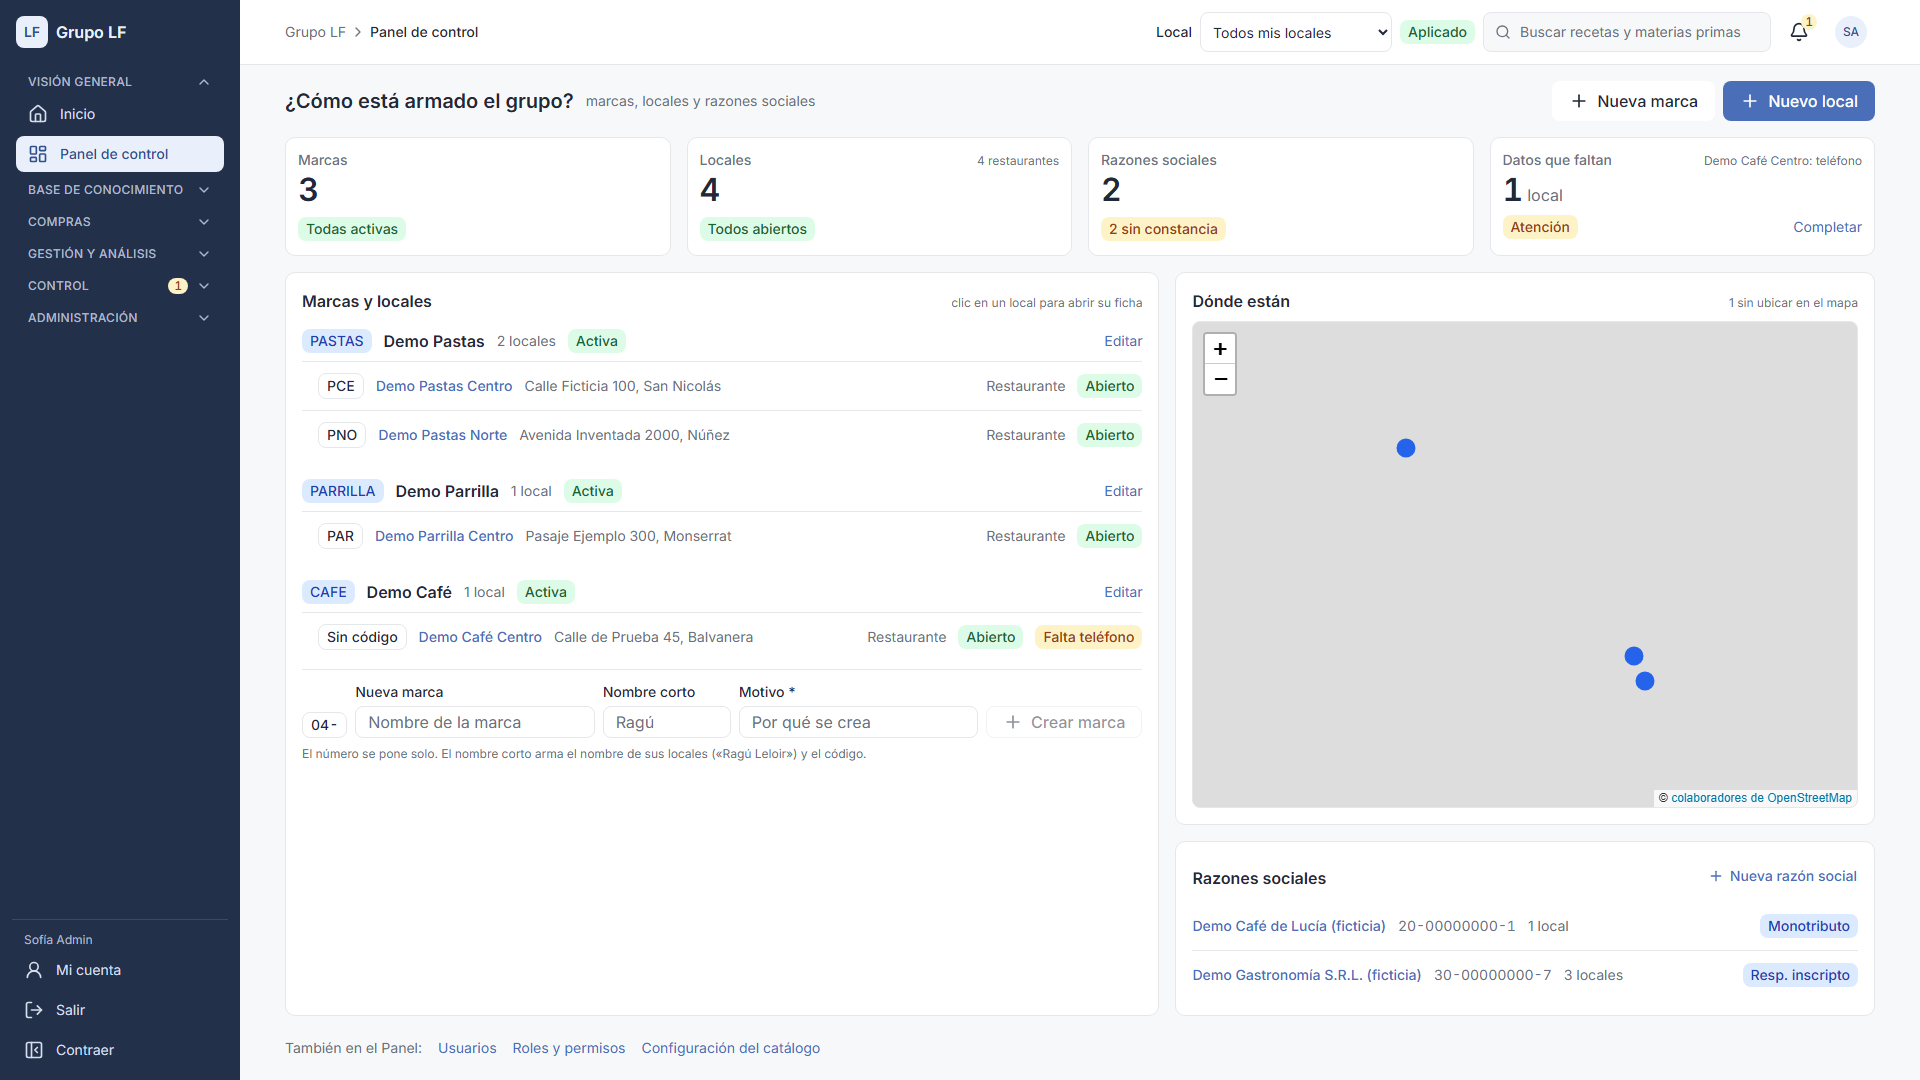 LF Grupo LF
VISIÓN GENERAL
Inicio
Panel de control
BASE DE CONOCIMIENTO
COMPRAS
GESTIÓN Y ANÁLISIS
CONTROL 1
ADMINISTRACIÓN
Sofía Admin
Mi cuenta
Salir
Contraer
Grupo LF > Panel de control
Local Todos mis locales Aplicado Buscar recetas y materias primas 1 SA
¿Cómo está armado el grupo? marcas, locales y razones sociales
+ Nueva marca + Nuevo local
Marcas
3
Todas activas
Locales 4 restaurantes
4
Todos abiertos
Razones sociales
2
2 sin constancia
Datos que faltan Demo Café Centro: teléfono
1 local
Atención Completar
Marcas y locales clic en un local para abrir su ficha
PASTAS Demo Pastas 2 locales Activa Editar
PCE Demo Pastas Centro Calle Ficticia 100, San Nicolás Restaurante Abierto
PNO Demo Pastas Norte Avenida Inventada 2000, Núñez Restaurante Abierto
PARRILLA Demo Parrilla 1 local Activa Editar
PAR Demo Parrilla Centro Pasaje Ejemplo 300, Monserrat Restaurante Abierto
CAFE Demo Café 1 local Activa Editar
Sin código Demo Café Centro Calle de Prueba 45, Balvanera Restaurante Abierto Falta teléfono
Nueva marca Nombre corto Motivo *
04- Nombre de la marca Ragú Por qué se crea + Crear marca
El número se pone solo. El nombre corto arma el nombre de sus locales («Ragú Leloir») y el código.
Dónde están 1 sin ubicar en el mapa
+
−
© colaboradores de OpenStreetMap
Razones sociales + Nueva razón social
Demo Café de Lucía (ficticia) 20-00000000-1 1 local Monotributo
Demo Gastronomía S.R.L. (ficticia) 30-00000000-7 3 locales Resp. inscripto
También en el Panel: Usuarios Roles y permisos Configuración del catálogo